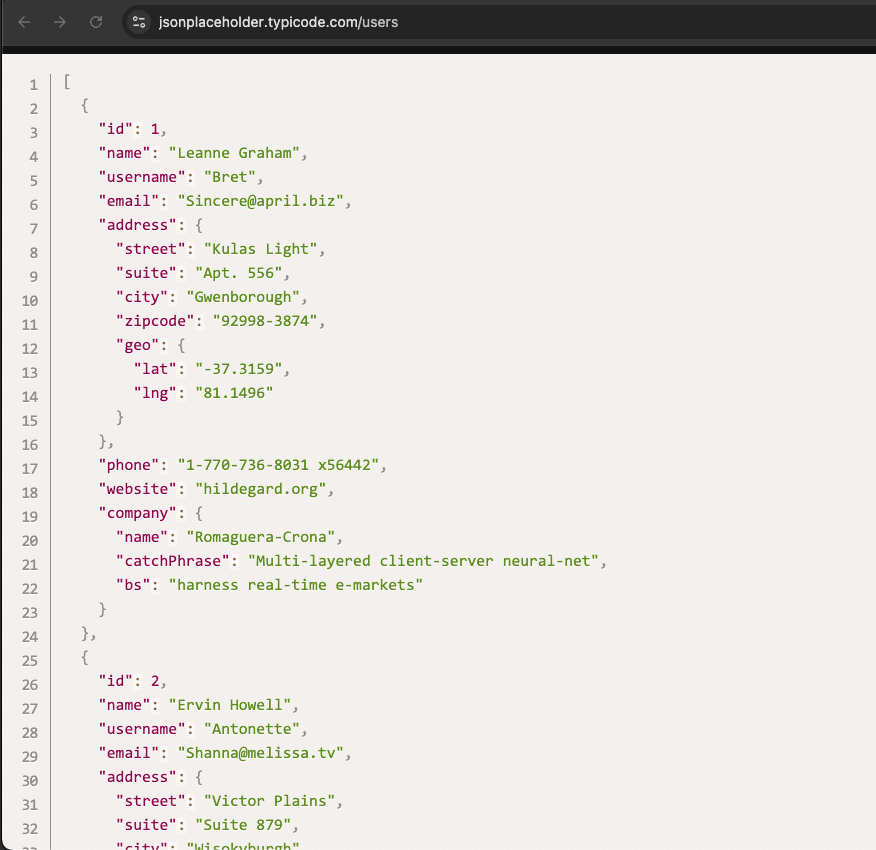 jsonplaceholder.typicode.com/users
1 [
2   {
3     "id": 1,
4     "name": "Leanne Graham",
5     "username": "Bret",
6     "email": "Sincere@april.biz",
7     "address": {
8       "street": "Kulas Light",
9       "suite": "Apt. 556",
10       "city": "Gwenborough",
11       "zipcode": "92998-3874",
12       "geo": {
13         "lat": "-37.3159",
14         "lng": "81.1496"
15       }
16     },
17     "phone": "1-770-736-8031 x56442",
18     "website": "hildegard.org",
19     "company": {
20       "name": "Romaguera-Crona",
21       "catchPhrase": "Multi-layered client-server neural-net",
22       "bs": "harness real-time e-markets"
23     }
24   },
25   {
26     "id": 2,
27     "name": "Ervin Howell",
28     "username": "Antonette",
29     "email": "Shanna@melissa.tv",
30     "address": {
31       "street": "Victor Plains",
32       "suite": "Suite 879",
33       "city": "Wisokyburgh"